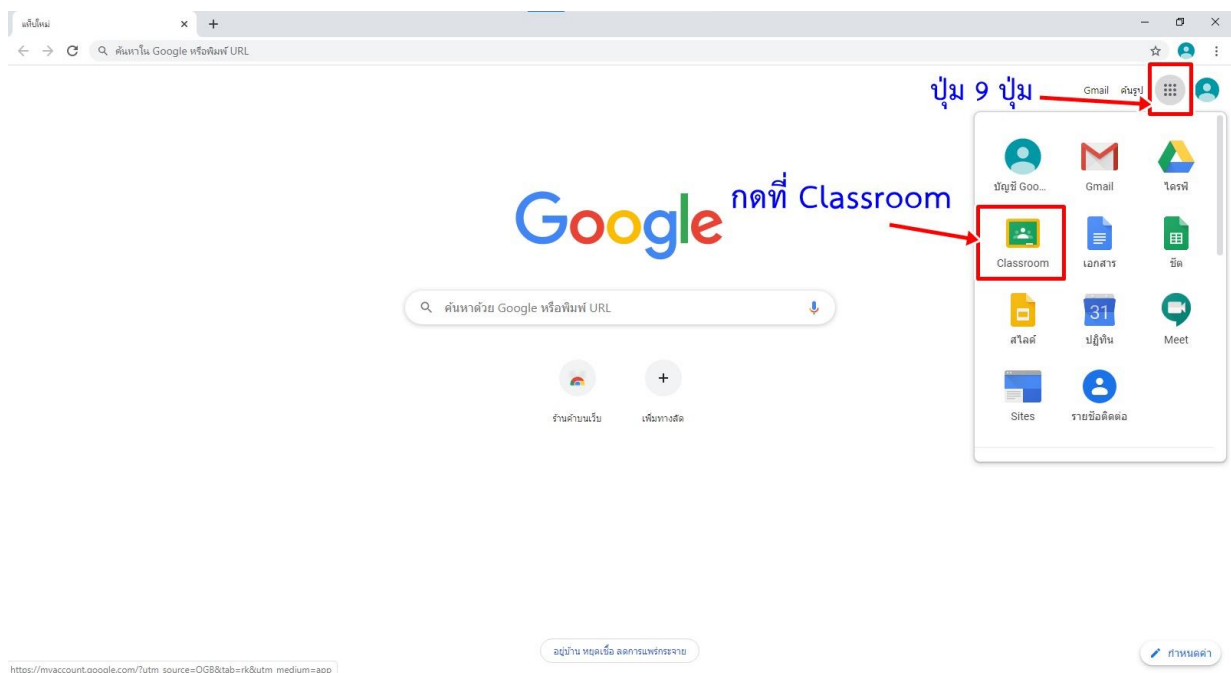 แท็บใหม่
ค้นหาใน Google หรือพิมพ์ URL
ปุ่ม 9 ปุ่ม
Gmail ค้นรูป
บัญชี Goo... Gmail ไดรฟ์
Google
กดที่ Classroom
Classroom เอกสาร ชีต
ค้นหาด้วย Google หรือพิมพ์ URL
31
สไลด์ ปฏิทิน Meet
Sites รายชื่อติดต่อ
ร้านค้าบนเว็บ เพิ่มทางลัด
อยู่บ้าน หยุดเชื้อ ลดการแพร่กระจาย
กำหนดค่า
https://myaccount.google.com/?utm_source=OGB&tab=rk&utm_medium=app